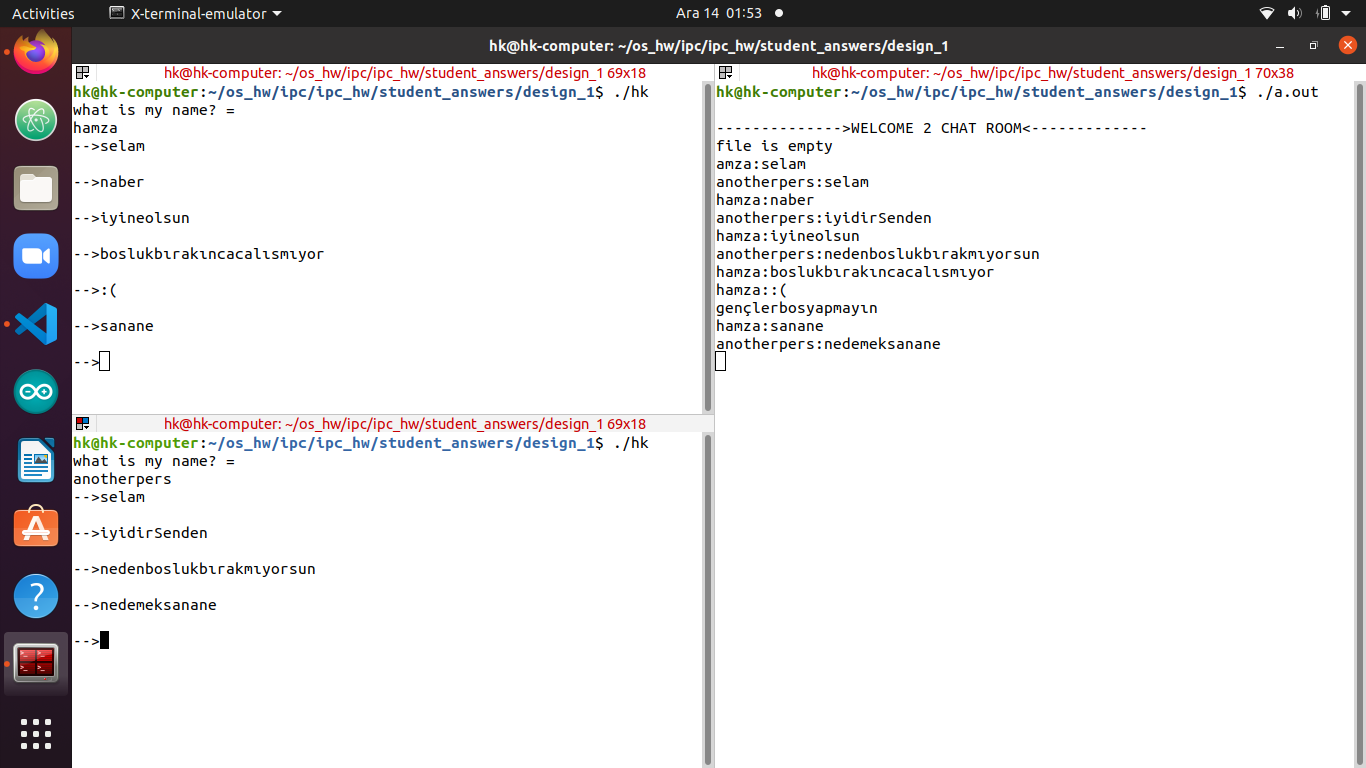 Activities
X-terminal-emulator
Ara 14 01:53
hk@hk-computer: ~/os_hw/ipc/ipc_hw/student_answers/design_1
hk@hk-computer: ~/os_hw/ipc/ipc_hw/student_answers/design_1 69x18
hk@hk-computer:~/os_hw/ipc/ipc_hw/student_answers/design_1$ ./hk
what is my name? =
hamza
-->selam
-->naber
-->iyineolsun
-->boslukbırakıncacalısmıyor
-->:(
-->sanane
-->
hk@hk-computer: ~/os_hw/ipc/ipc_hw/student_answers/design_1 69x18
hk@hk-computer:~/os_hw/ipc/ipc_hw/student_answers/design_1$ ./hk
what is my name? =
anotherpers
-->selam
-->iyidirSenden
-->nedenboslukbırakmıyorsun
-->nedemeksanane
-->
hk@hk-computer: ~/os_hw/ipc/ipc_hw/student_answers/design_1 70x38
hk@hk-computer:~/os_hw/ipc/ipc_hw/student_answers/design_1$ ./a.out
-------------->WELCOME 2 CHAT ROOM<-------------
file is empty
amza:selam
anotherpers:selam
hamza:naber
anotherpers:iyidirSenden
hamza:iyineolsun
anotherpers:nedenboslukbırakmıyorsun
hamza:boslukbırakıncacalısmıyor
hamza::(
gençlerbosyapmayın
hamza:sanane
anotherpers:nedemeksanane